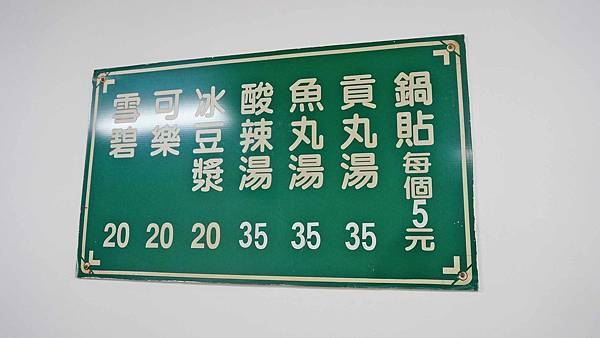 鍋貼每個5元
貢丸湯 35
魚丸湯 35
酸辣湯 35
冰豆漿 20
可樂 20
雪碧 20